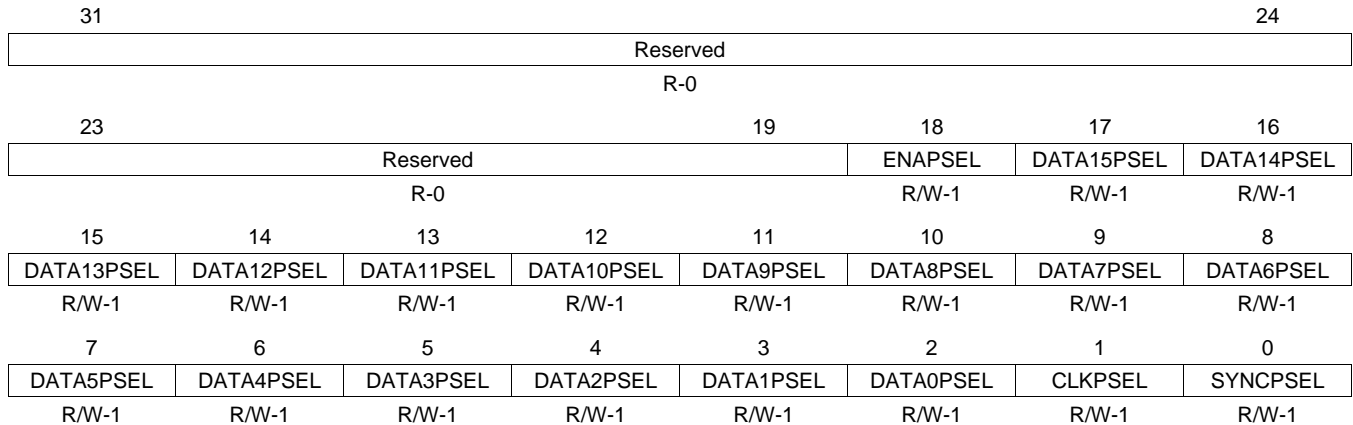 31 24
Reserved
R-0
23 19 18 17 16
Reserved ENAPSEL DATA15PSEL DATA14PSEL
R-0 R/W-1 R/W-1 R/W-1
15 14 13 12 11 10 9 8
DATA13PSEL DATA12PSEL DATA11PSEL DATA10PSEL DATA9PSEL DATA8PSEL DATA7PSEL DATA6PSEL
R/W-1 R/W-1 R/W-1 R/W-1 R/W-1 R/W-1 R/W-1 R/W-1
7 6 5 4 3 2 1 0
DATA5PSEL DATA4PSEL DATA3PSEL DATA2PSEL DATA1PSEL DATA0PSEL CLKPSEL SYNCPSEL
R/W-1 R/W-1 R/W-1 R/W-1 R/W-1 R/W-1 R/W-1 R/W-1